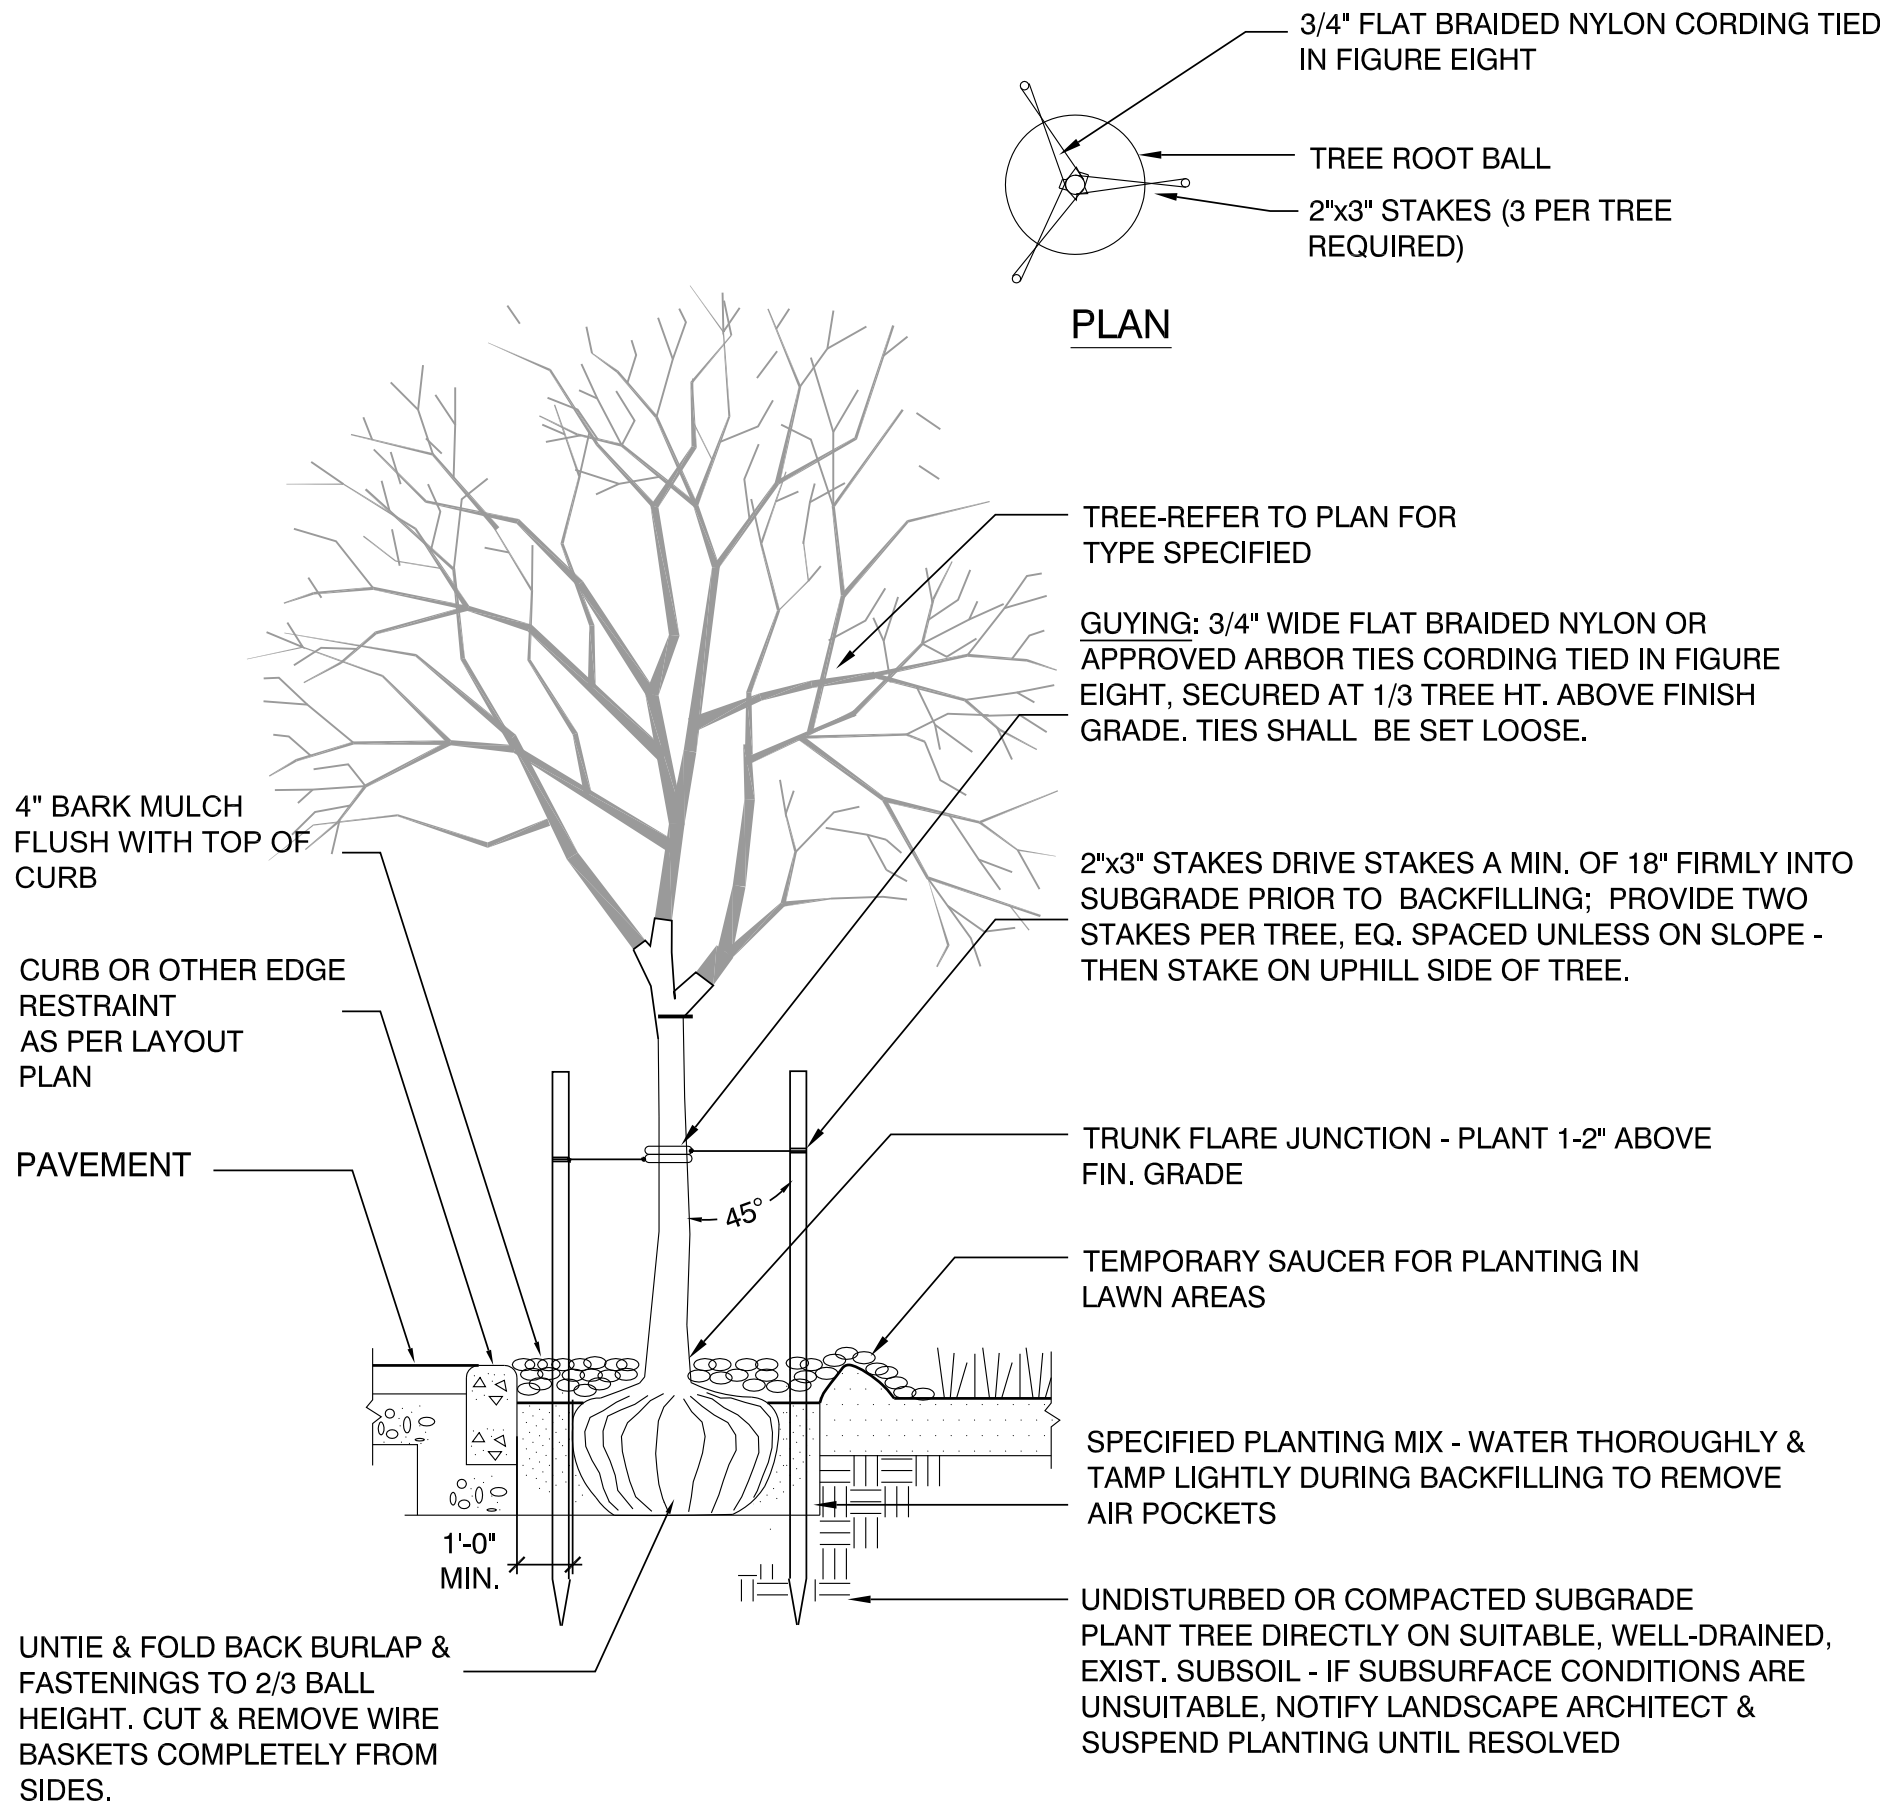 3/4" FLAT BRAIDED NYLON CORDING TIED
IN FIGURE EIGHT
TREE ROOT BALL
2"x3" STAKES (3 PER TREE
REQUIRED)
PLAN
TREE-REFER TO PLAN FOR
TYPE SPECIFIED
GUYING: 3/4" WIDE FLAT BRAIDED NYLON OR
APPROVED ARBOR TIES CORDING TIED IN FIGURE
EIGHT, SECURED AT 1/3 TREE HT. ABOVE FINISH
GRADE. TIES SHALL BE SET LOOSE.
4" BARK MULCH
FLUSH WITH TOP OF
CURB
2"x3" STAKES DRIVE STAKES A MIN. OF 18" FIRMLY INTO
SUBGRADE PRIOR TO BACKFILLING; PROVIDE TWO
STAKES PER TREE, EQ. SPACED UNLESS ON SLOPE -
THEN STAKE ON UPHILL SIDE OF TREE.
CURB OR OTHER EDGE
RESTRAINT
AS PER LAYOUT
PLAN
PAVEMENT
TRUNK FLARE JUNCTION - PLANT 1-2" ABOVE
FIN. GRADE
45°
TEMPORARY SAUCER FOR PLANTING IN
LAWN AREAS
SPECIFIED PLANTING MIX - WATER THOROUGHLY &
TAMP LIGHTLY DURING BACKFILLING TO REMOVE
AIR POCKETS
1'-0"
MIN.
UNDISTURBED OR COMPACTED SUBGRADE
PLANT TREE DIRECTLY ON SUITABLE, WELL-DRAINED,
EXIST. SUBSOIL - IF SUBSURFACE CONDITIONS ARE
UNSUITABLE, NOTIFY LANDSCAPE ARCHITECT &
SUSPEND PLANTING UNTIL RESOLVED
UNTIE & FOLD BACK BURLAP &
FASTENINGS TO 2/3 BALL
HEIGHT. CUT & REMOVE WIRE
BASKETS COMPLETELY FROM
SIDES.